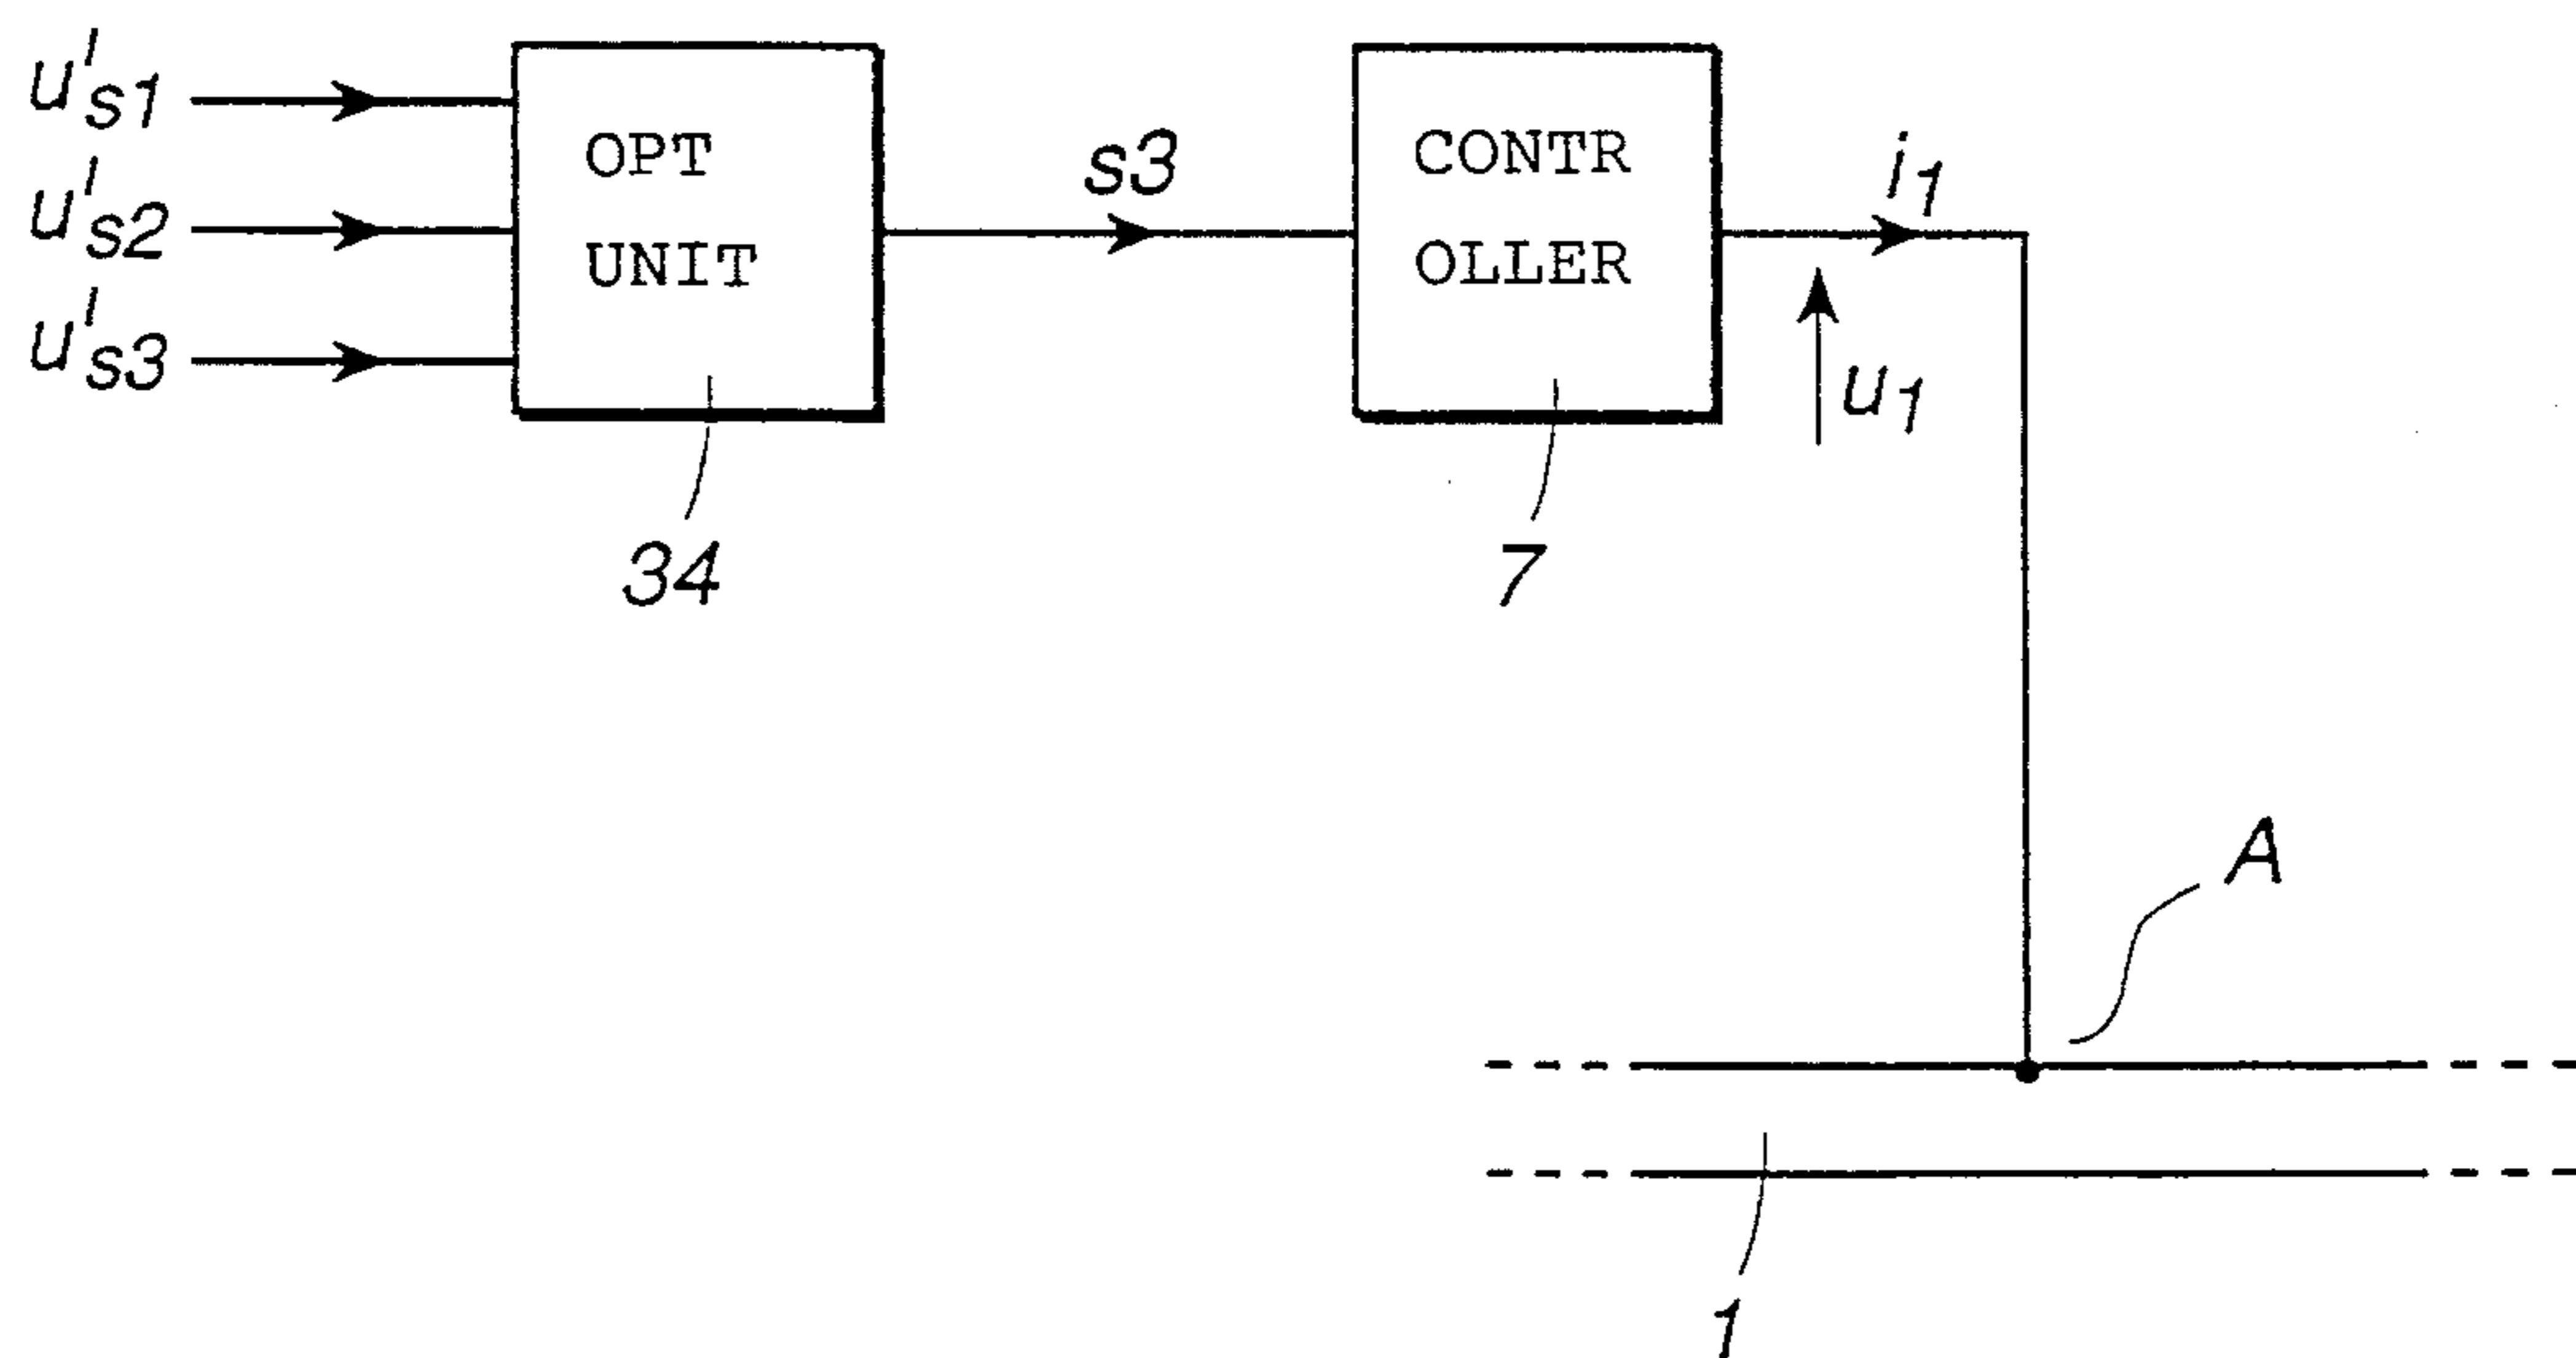 u's1
u's2
u's3
OPT
UNIT
s3
CONTR
OLLER
i1
u1
34
7
A
1